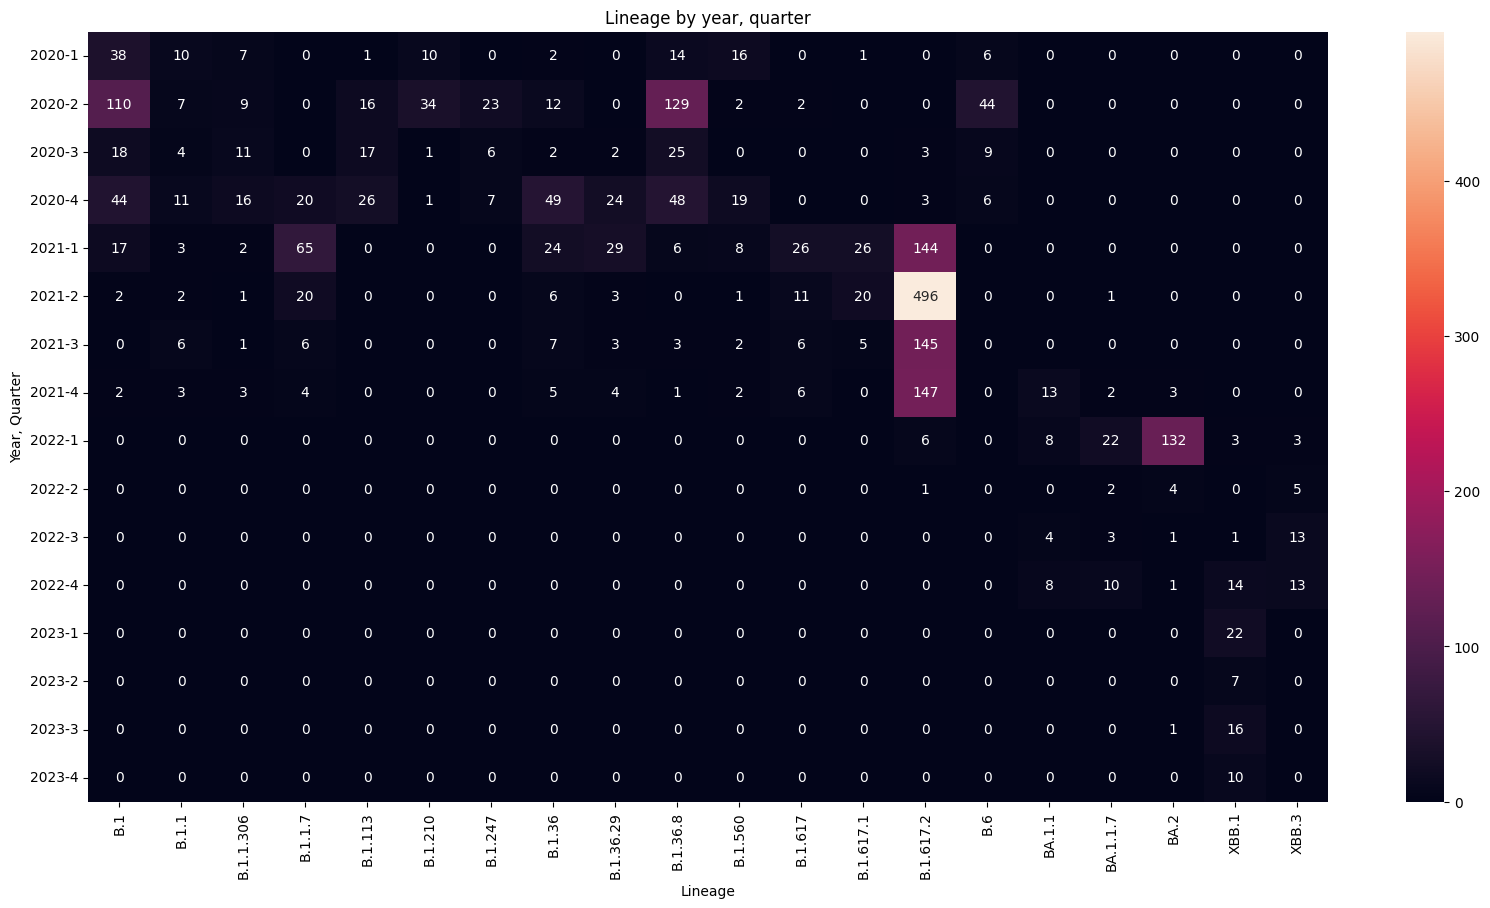 Lineage by year, quarter
2020-1 38 10 7 0 1 10 0 2 0 14 16 0 1 0 6 0 0 0 0 0
2020-2 110 7 9 0 16 34 23 12 0 129 2 2 0 0 44 0 0 0 0 0
2020-3 18 4 11 0 17 1 6 2 2 25 0 0 0 3 9 0 0 0 0 0
2020-4 44 11 16 20 26 1 7 49 24 48 19 0 0 3 6 0 0 0 0 0
2021-1 17 3 2 65 0 0 0 24 29 6 8 26 26 144 0 0 0 0 0 0
2021-2 2 2 1 20 0 0 0 6 3 0 1 11 20 496 0 0 1 0 0 0
2021-3 0 6 1 6 0 0 0 7 3 3 2 6 5 145 0 0 0 0 0 0
2021-4 2 3 3 4 0 0 0 5 4 1 2 6 0 147 0 13 2 3 0 0
2022-1 0 0 0 0 0 0 0 0 0 0 0 0 0 6 0 8 22 132 3 3
2022-2 0 0 0 0 0 0 0 0 0 0 0 0 0 1 0 0 2 4 0 5
2022-3 0 0 0 0 0 0 0 0 0 0 0 0 0 0 0 4 3 1 1 13
2022-4 0 0 0 0 0 0 0 0 0 0 0 0 0 0 0 8 10 1 14 13
2023-1 0 0 0 0 0 0 0 0 0 0 0 0 0 0 0 0 0 0 22 0
2023-2 0 0 0 0 0 0 0 0 0 0 0 0 0 0 0 0 0 0 7 0
2023-3 0 0 0 0 0 0 0 0 0 0 0 0 0 0 0 0 0 1 16 0
2023-4 0 0 0 0 0 0 0 0 0 0 0 0 0 0 0 0 0 0 10 0
B.1 B.1.1 B.1.1.306 B.1.1.7 B.1.113 B.1.210 B.1.247 B.1.36 B.1.36.29 B.1.36.8 B.1.560 B.1.617 B.1.617.1 B.1.617.2 B.6 BA.1.1 BA.1.1.7 BA.2 XBB.1 XBB.3
Lineage
Year, Quarter
400
300
200
100
0